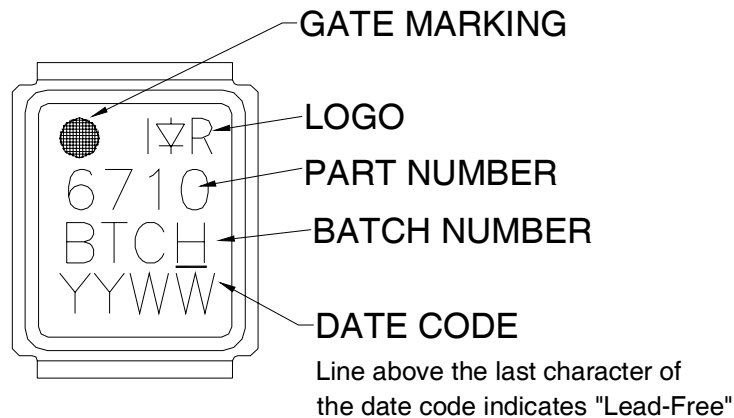 GATE MARKING
I R
LOGO
6710
PART NUMBER
BTCH
BATCH NUMBER
YYWW
DATE CODE
Line above the last character of
the date code indicates "Lead-Free"